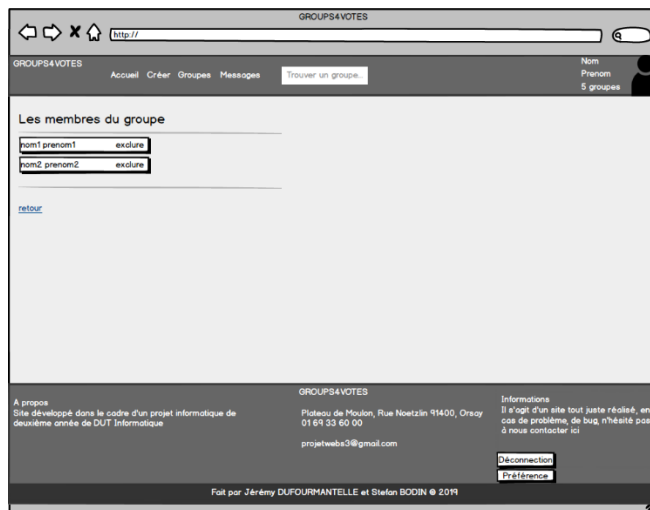 GROUPS4VOTES
http://
GROUPS4VOTES
Accueil Créer Groupes Messages
Trouver un groupe..
Nom
Prenom
5 groupes
Les membres du groupe
nom1 prenom1 exclure
nom2 prenom2 exclure
retour
A propos
Site développé dans le cadre d'un projet informatique de
deuxième année de DUT Informatique
GROUPS4VOTES
Plateau de Moulon, Rue Noetzlin 91400, Orsay
01 69 33 60 00
projetwebs3@gmail.com
Informations
Il s'agit d'un site tout juste réalisé, en
cas de problème, de bug, n'hésité pas
à nous contacter ici
Déconnection
Préférence
Fait par Jérémy DUFOURMANTELLE et Stefan BODIN © 2019